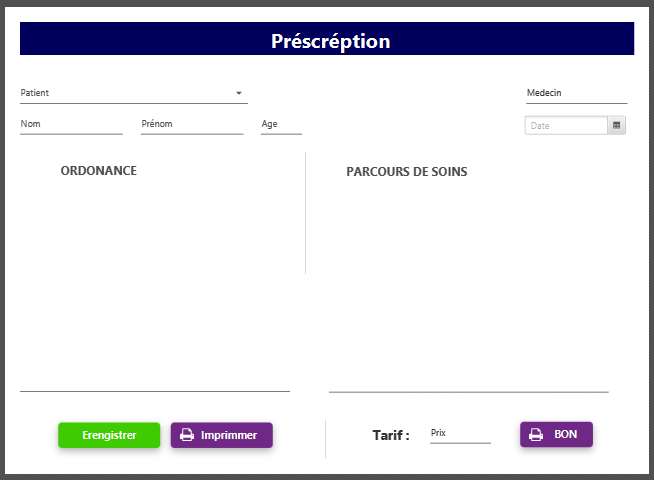 Préscréption
Patient
Medecin
Nom Prénom Age
Date
ORDONANCE
PARCOURS DE SOINS
Erengistrer
Imprimmer
Tarif :
Prix
BON